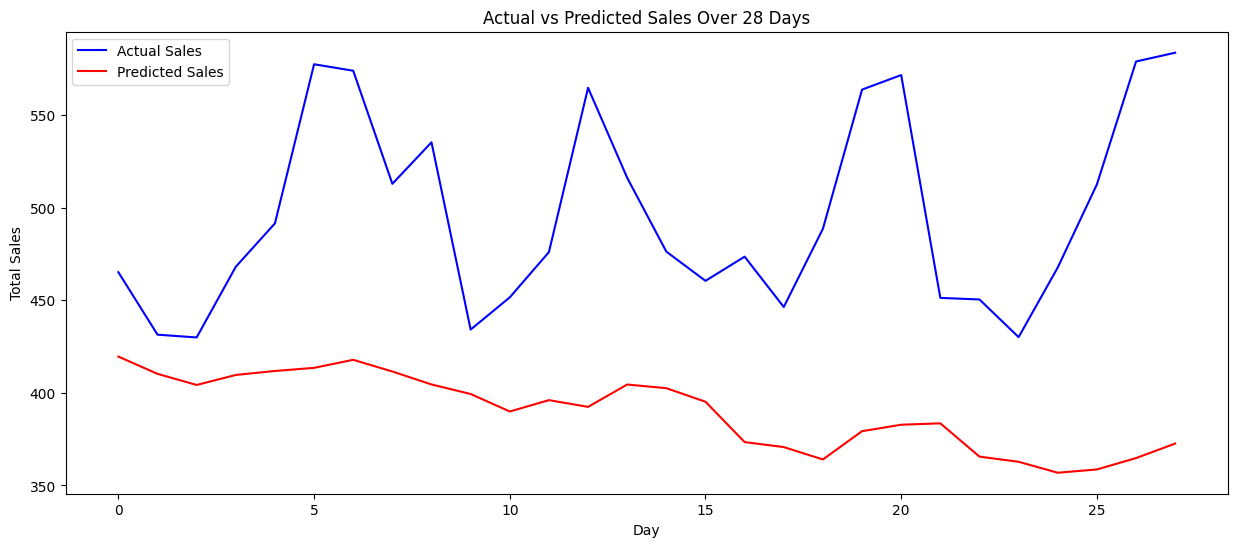 Actual vs Predicted Sales Over 28 Days
Actual Sales
Predicted Sales
Total Sales
550
500
450
400
350
0 5 10 15 20 25
Day